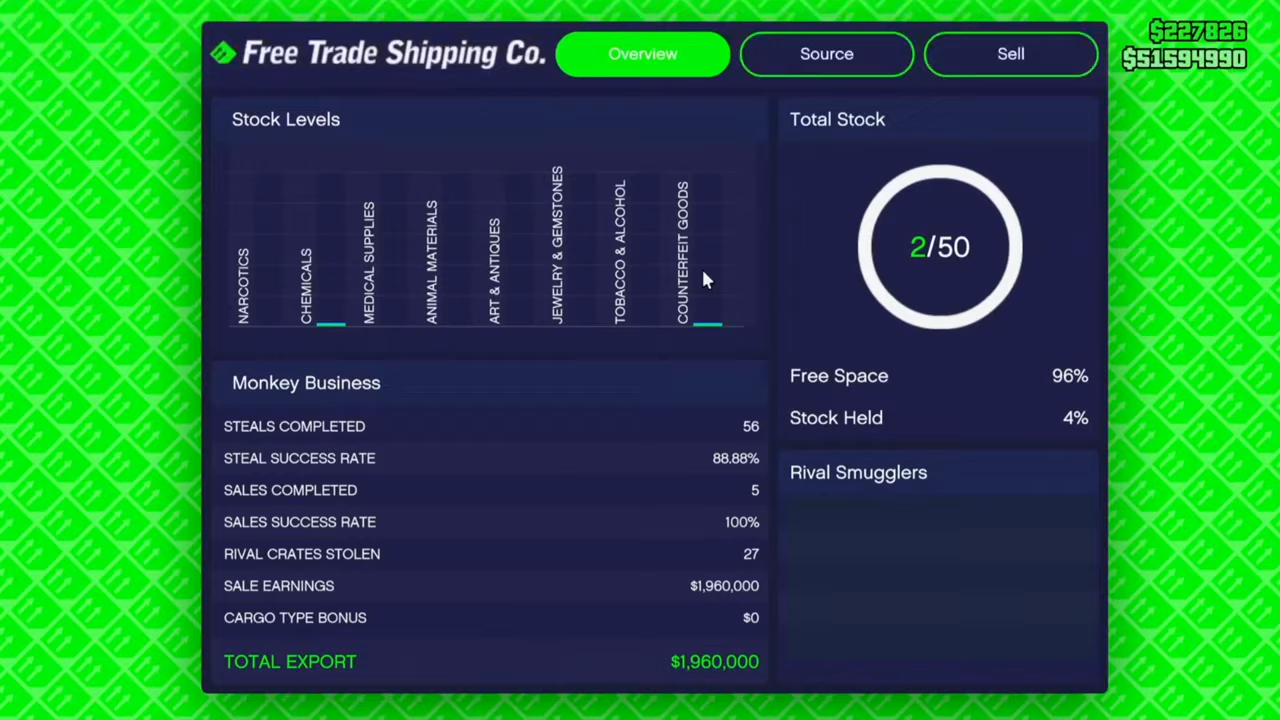 $227826
$51594990
Free Trade Shipping Co.
Overview
Source
Sell
Stock Levels
NARCOTICS
CHEMICALS
MEDICAL SUPPLIES
ANIMAL MATERIALS
ART & ANTIQUES
JEWELRY & GEMSTONES
TOBACCO & ALCOHOL
COUNTERFEIT GOODS
Total Stock
2/50
Free Space 96%
Stock Held 4%
Monkey Business
STEALS COMPLETED 56
STEAL SUCCESS RATE 88.88%
SALES COMPLETED 5
SALES SUCCESS RATE 100%
RIVAL CRATES STOLEN 27
SALE EARNINGS $1,960,000
CARGO TYPE BONUS $0
TOTAL EXPORT $1,960,000
Rival Smugglers